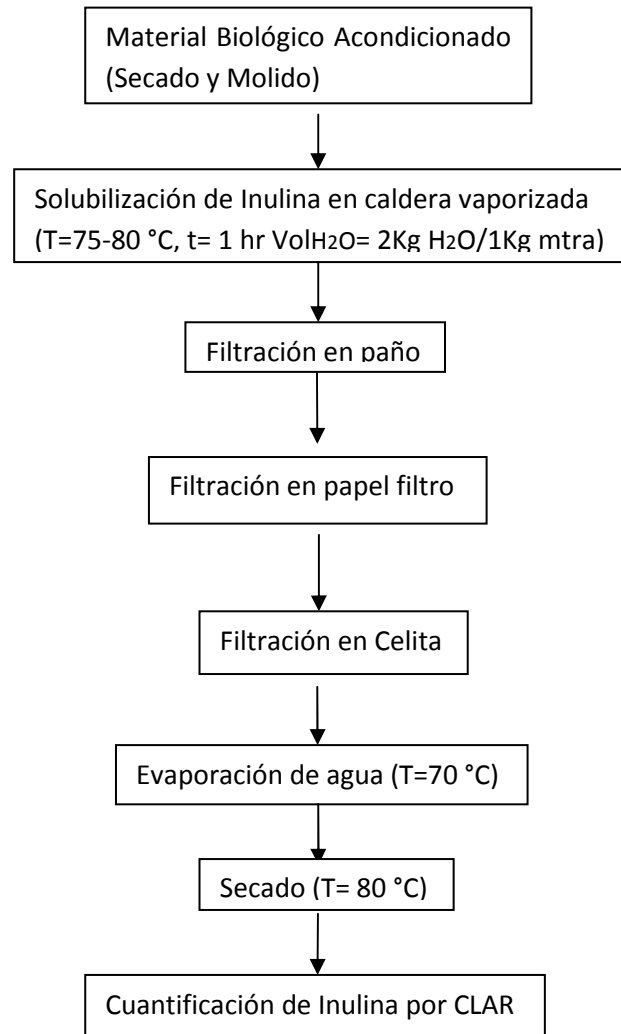 Material Biológico Acondicionado
(Secado y Molido)
Solubilización de Inulina en caldera vaporizada
(T=75-80 °C, t= 1 hr VolH2O= 2Kg H2O/1Kg mtra)
Filtración en paño
Filtración en papel filtro
Filtración en Celita
Evaporación de agua (T=70 °C)
Secado (T= 80 °C)
Cuantificación de Inulina por CLAR